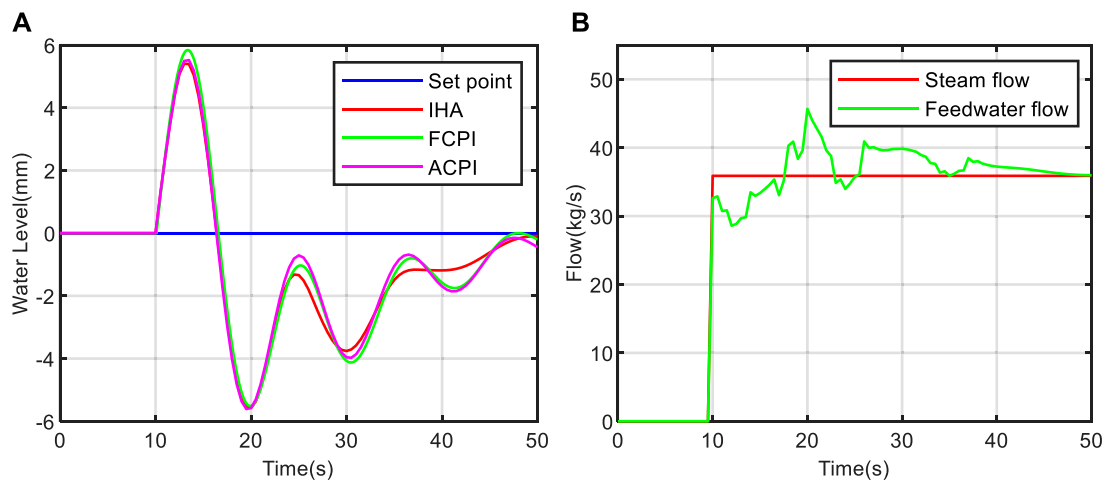 A
Water Level(mm)
6
4
2
0
-2
-4
-6
0 10 20 30 40 50
Time(s)
Set point
IHA
FCPI
ACPI
B
Flow(kg/s)
50
40
30
20
10
0
0 10 20 30 40 50
Time(s)
Steam flow
Feedwater flow